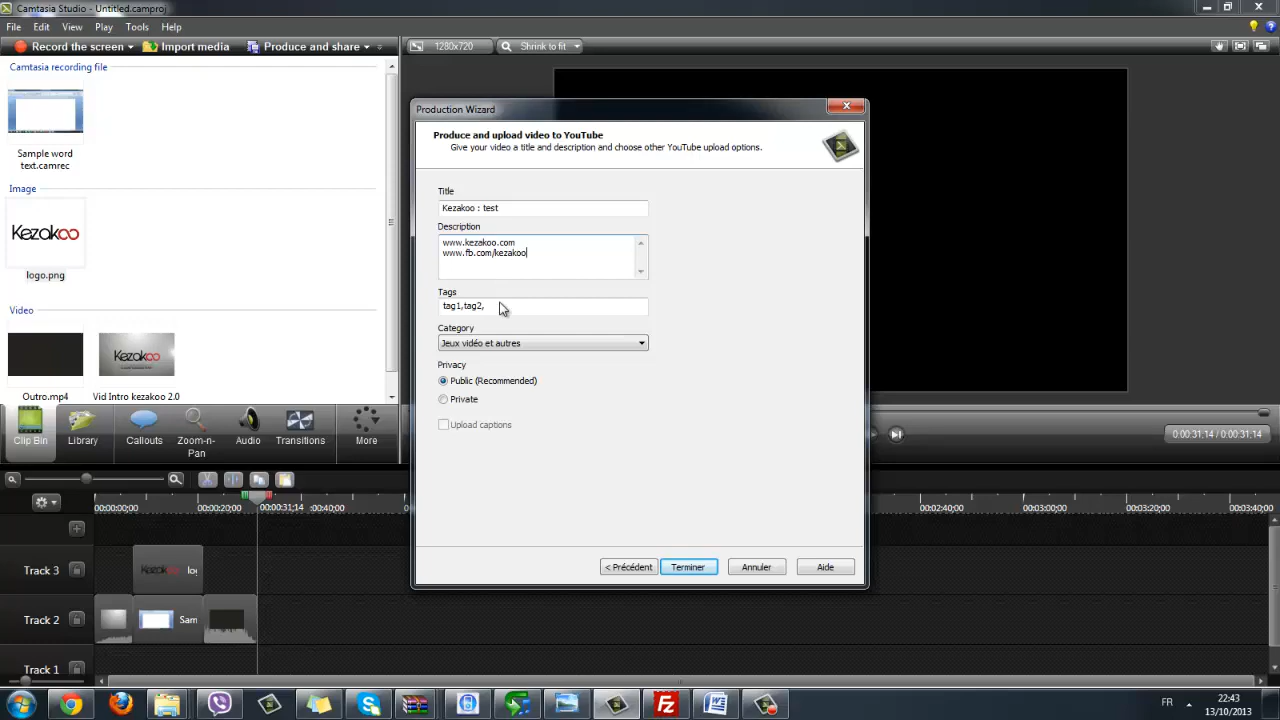 Camtasia Studio - Untitled.camproj
File Edit View Play Tools Help
Record the screen Import media Produce and share
1280x720 Shrink to fit
Camtasia recording file
Sample word
text.camrec
Image
Kezakoo
logo.png
Video
Kezakoo
Outro.mp4 Vid Intro kezakoo 2.0
Clip Bin Library Callouts Zoom-n-
Pan Audio Transitions More
Production Wizard
Produce and upload video to YouTube
Give your video a title and description and choose other YouTube upload options.
Title
Kezakoo : test
Description
www.kezakoo.com
www.fb.com/kezakoo
Tags
tag1,tag2,
Category
Jeux vidéo et autres
Privacy
Public (Recommended)
Private
Upload captions
< Précédent Terminer Annuler Aide
0:00:31;14 / 0:00:31;14
00:00:00;00 00:00:20;00 00:00:31;14 :00:40;00 00:02:40;00 00:03:00;00 00:03:20;00 00:03:40;00
Track 3 Kezakoo
Track 2 Sam
Track 1
FR 22:43
13/10/2013